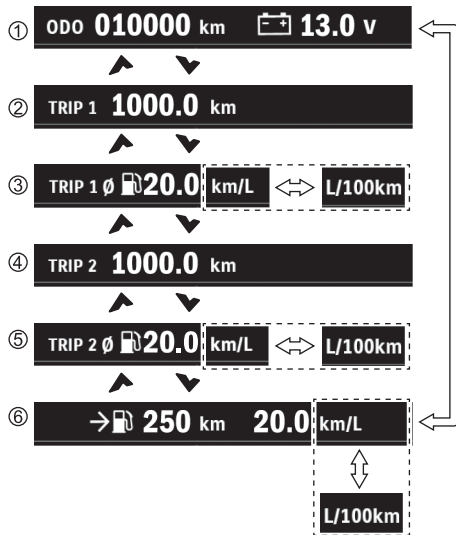 ① ODO 010000 km 13.0 V
② TRIP 1 1000.0 km
③ TRIP 1 Ø 20.0 km/L L/100km
④ TRIP 2 1000.0 km
⑤ TRIP 2 Ø 20.0 km/L L/100km
⑥ 250 km 20.0 km/L
L/100km